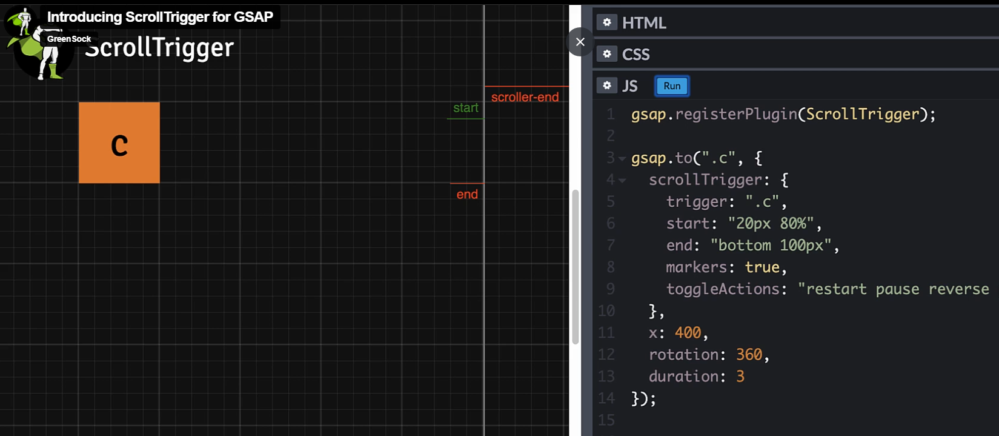 Introducing ScrollTrigger for GSAP
GreenSock
ScrollTrigger
C
scroller-end
start
end
HTML
CSS
JS
Run
1 gsap.registerPlugin(ScrollTrigger);
2
3 gsap.to(".c", {
4 scrollTrigger: {
5 trigger: ".c",
6 start: "20px 80%",
7 end: "bottom 100px",
8 markers: true,
9 toggleActions: "restart pause reverse
10 },
11 x: 400,
12 rotation: 360,
13 duration: 3
14 });
15